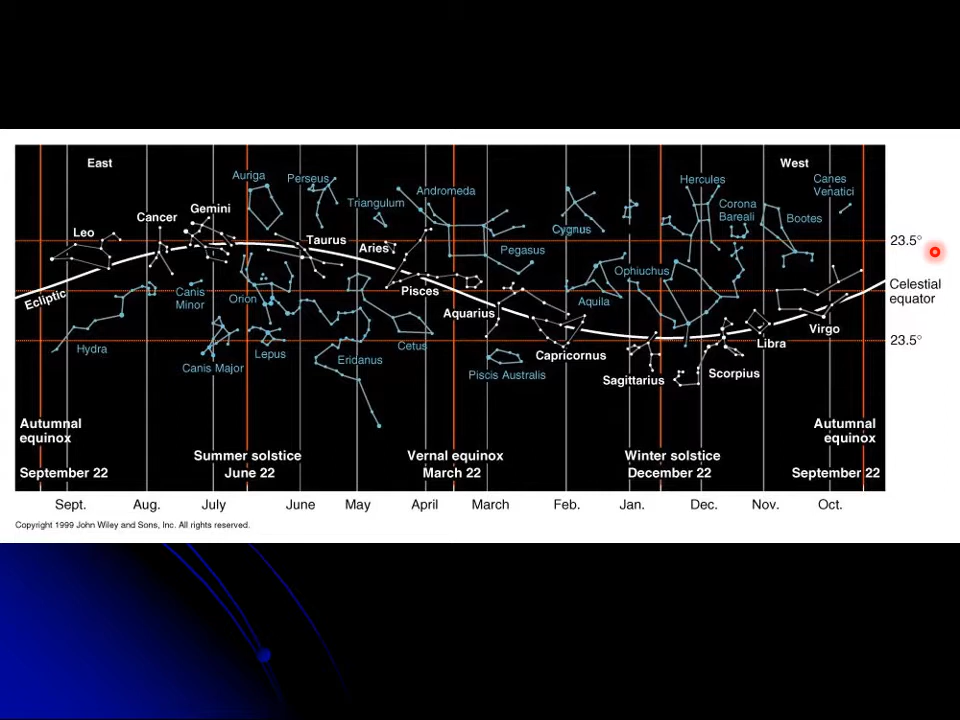 East
West
Auriga
Perseus
Andromeda
Triangulum
Hercules
Canes
Venatici
Corona
Bareali
Bootes
Gemini
Cancer
Leo
Taurus
Aries
Cygnus
Pegasus
23.5°
Ophiuchus
Celestial
equator
Ecliptic
Canis
Minor
Orion
Pisces
Aquarius
Aquila
Virgo
Libra
23.5°
Hydra
Lepus
Canis Major
Eridanus
Cetus
Piscis Australis
Capricornus
Sagittarius
Scorpius
Autumnal
equinox
September 22
Summer solstice
June 22
Vernal equinox
March 22
Winter solstice
December 22
Autumnal
equinox
September 22
Sept. Aug. July June May April March Feb. Jan. Dec. Nov. Oct.
Copyright 1999 John Wiley and Sons, Inc. All rights reserved.